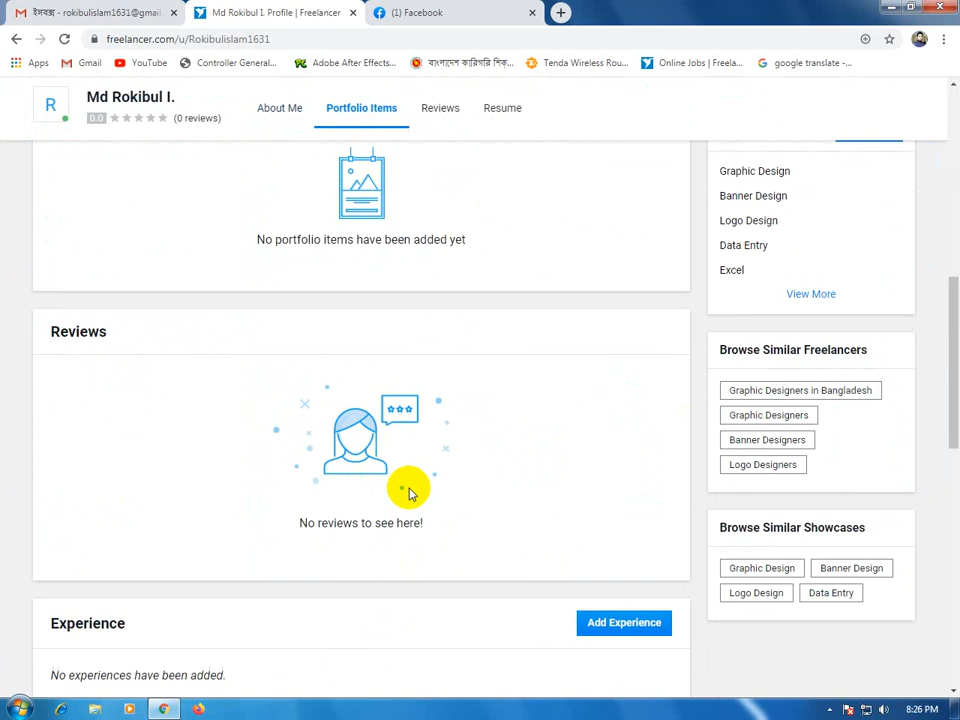 ইনবক্স - rokibulislam1631@gmail
Md Rokibul I. Profile | Freelancer
(1) Facebook
freelancer.com/u/Rokibulislam1631
Apps
Gmail
YouTube
Controller General...
Adobe After Effects...
বাংলাদেশ কারিগরি শিক...
Tenda Wireless Rou...
Online Jobs | Freela...
google translate -...
R
Md Rokibul I.
0.0 (0 reviews)
About Me
Portfolio Items
Reviews
Resume
No portfolio items have been added yet
Reviews
No reviews to see here!
Experience
Add Experience
No experiences have been added.
Graphic Design
Banner Design
Logo Design
Data Entry
Excel
View More
Browse Similar Freelancers
Graphic Designers in Bangladesh
Graphic Designers
Banner Designers
Logo Designers
Browse Similar Showcases
Graphic Design
Banner Design
Logo Design
Data Entry
8:26 PM